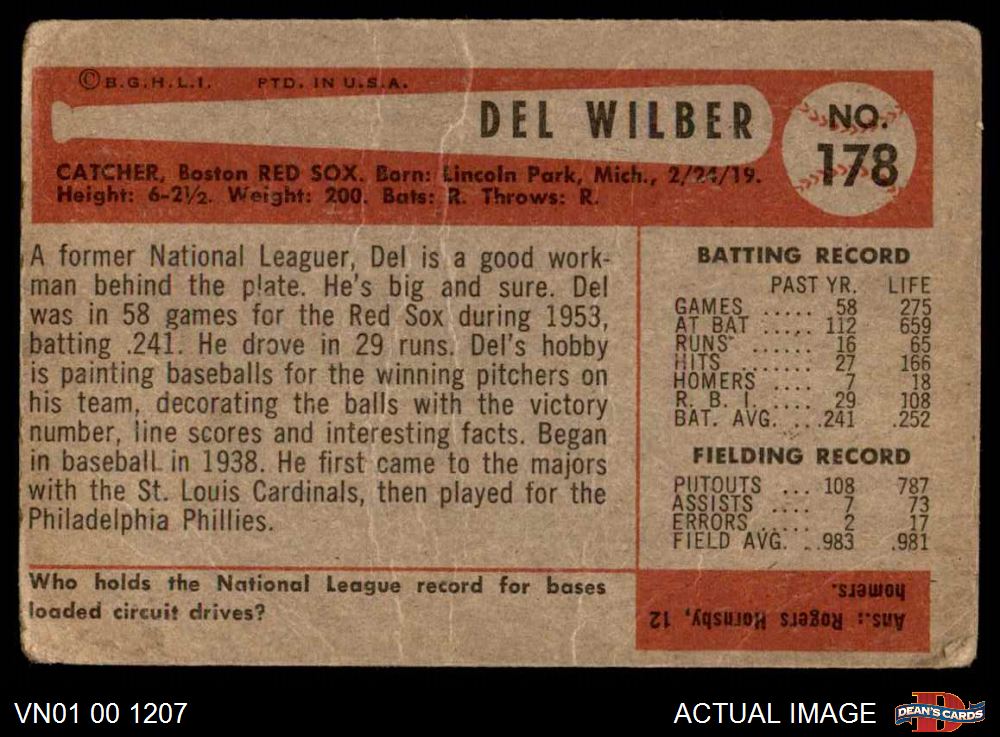 ©B.G.H.L.I. PTD. IN U.S.A.
DEL WILBER
NO.
178
CATCHER, Boston RED SOX. Born: Lincoln Park, Mich., 2/24/19.
Height: 6-2½. Weight: 200. Bats: R. Throws: R.
A former National Leaguer, Del is a good work-
man behind the plate. He's big and sure. Del
was in 58 games for the Red Sox during 1953,
batting .241. He drove in 29 runs. Del's hobby
is painting baseballs for the winning pitchers on
his team, decorating the balls with the victory
number, line scores and interesting facts. Began
in baseball in 1938. He first came to the majors
with the St. Louis Cardinals, then played for the
Philadelphia Phillies.
BATTING RECORD
PAST YR. LIFE
GAMES ..... 58 275
AT BAT ..... 112 659
RUNS ...... 16 65
HITS ....... 27 166
HOMERS .... 7 18
R. B. I. .... 29 108
BAT. AVG. ...241 .252
FIELDING RECORD
PUTOUTS ... 108 787
ASSISTS .... 7 73
ERRORS ..... 2 17
FIELD AVG. ..983 .981
Who holds the National League record for bases
loaded circuit drives?
Ans.: Rogers Hornsby, 12
homers.
VN01 00 1207
ACTUAL IMAGE
DEAN'S CARDS